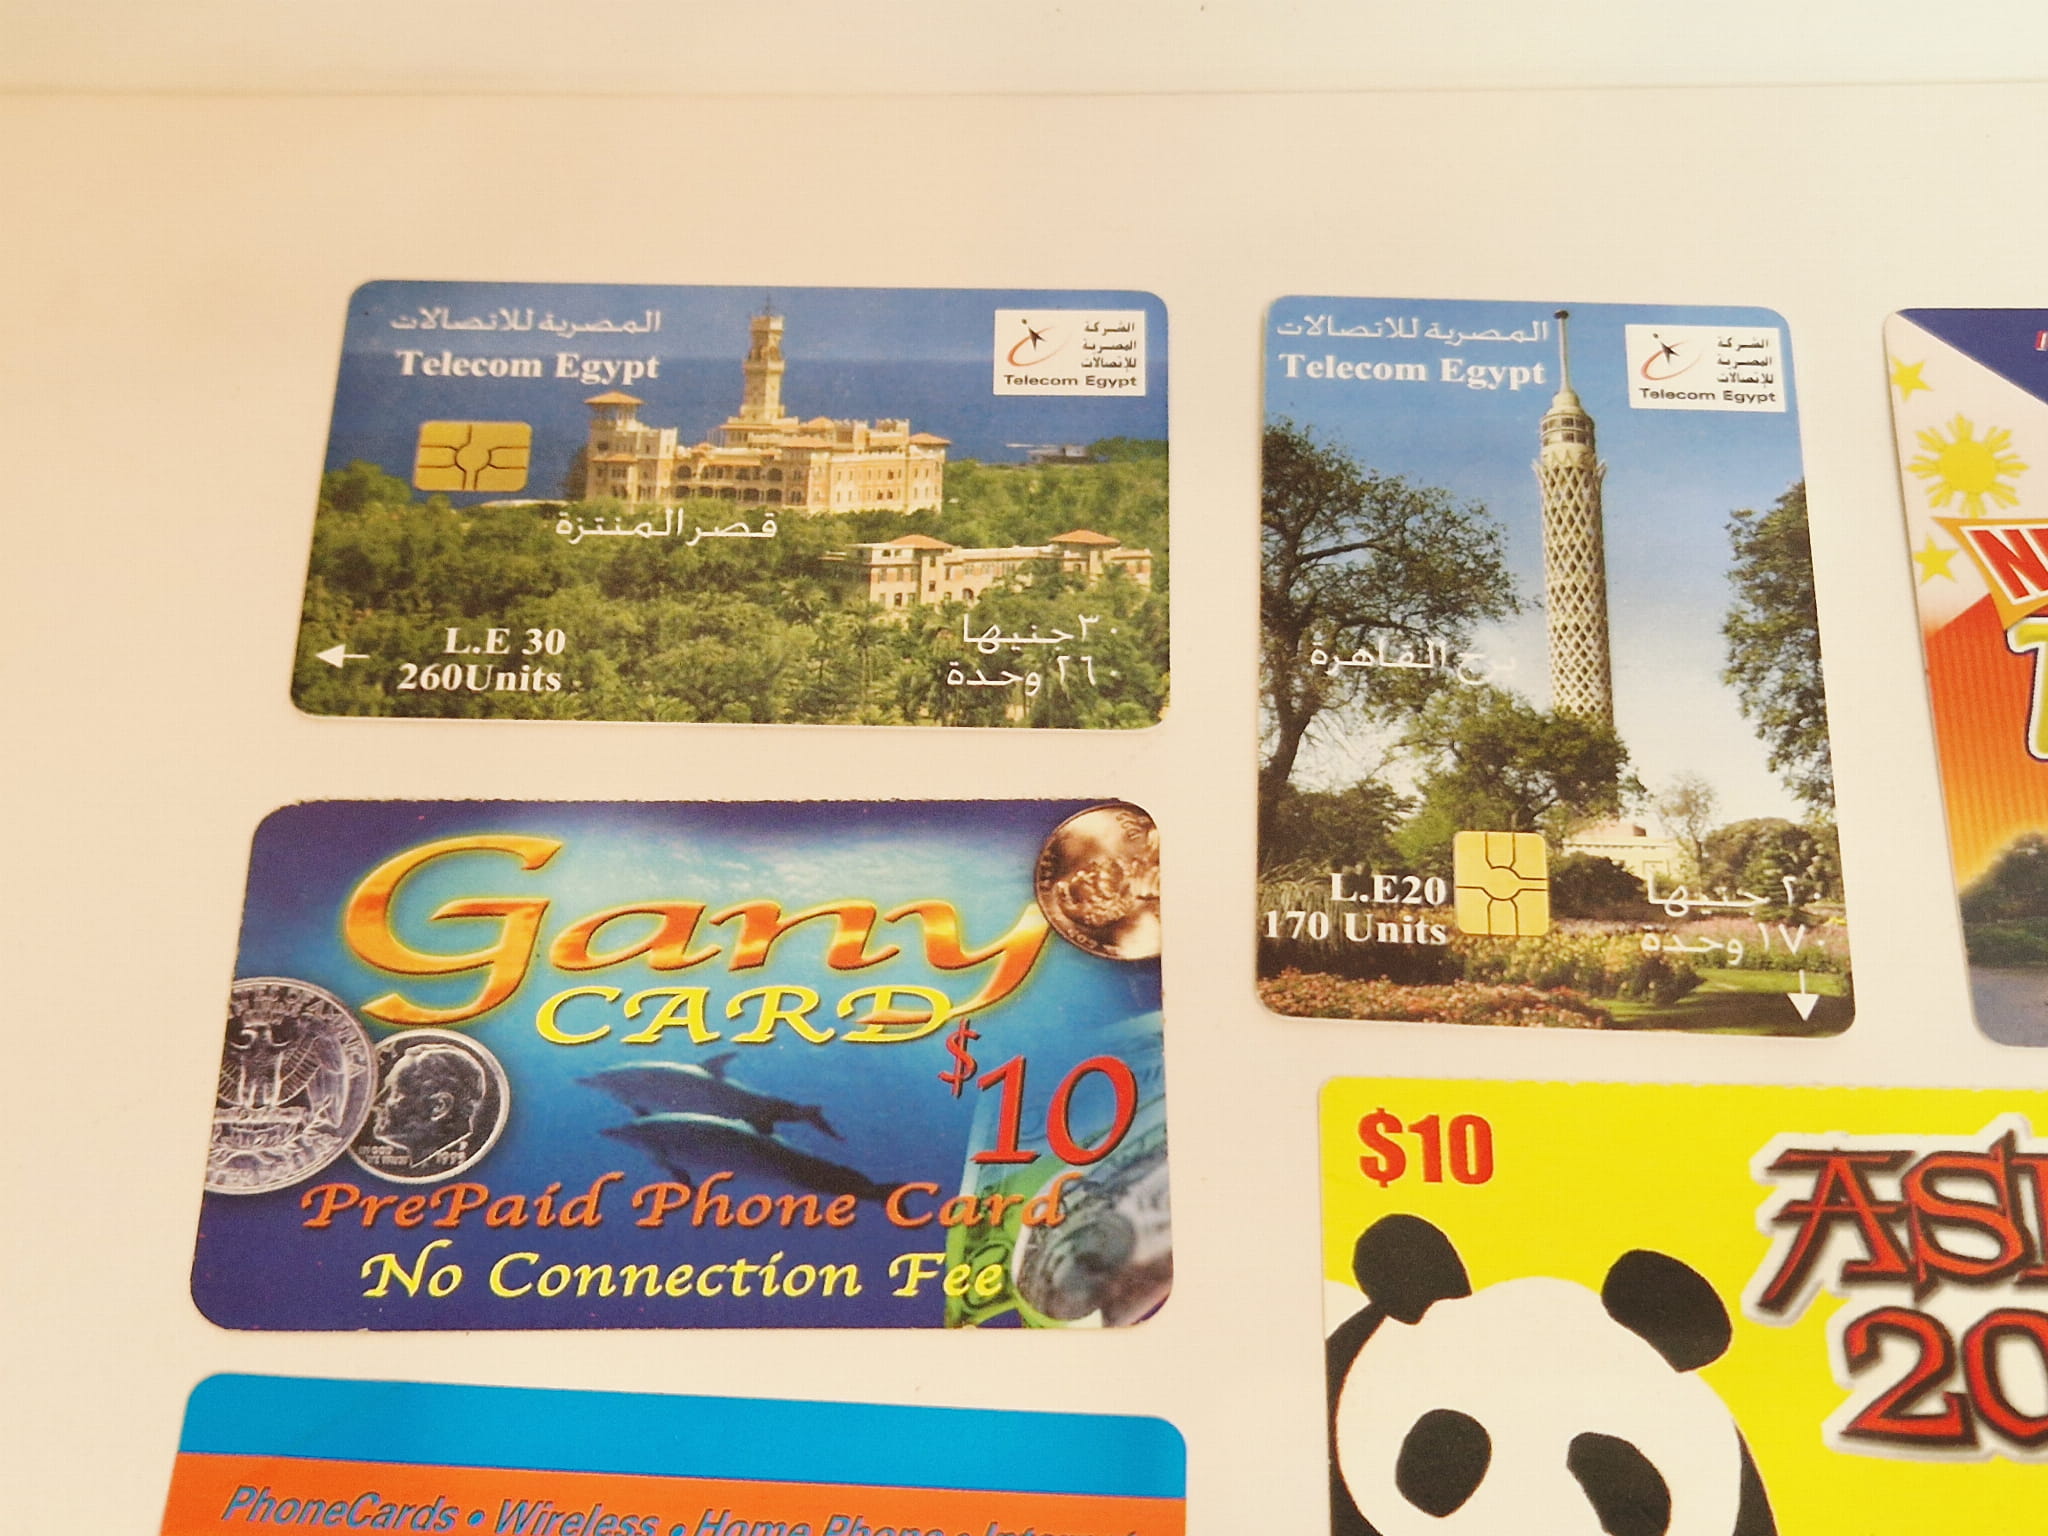 المصرية للاتصالات
Telecom Egypt
الشركة
المصرية
للإتصالات
Telecom Egypt
قصر المنتزة
L.E 30
260Units
٣٠ جنيها
٢٦٠ وحدة
المصرية للاتصالات
Telecom Egypt
الشركة
المصرية
للإتصالات
Telecom Egypt
برج القاهرة
L.E20
170 Units
٢٠ جنيها
١٧٠ وحدة
Gany
CARD
$10
PrePaid Phone Card
No Connection Fee
$10
PhoneCards • Wireless • Home Phone •